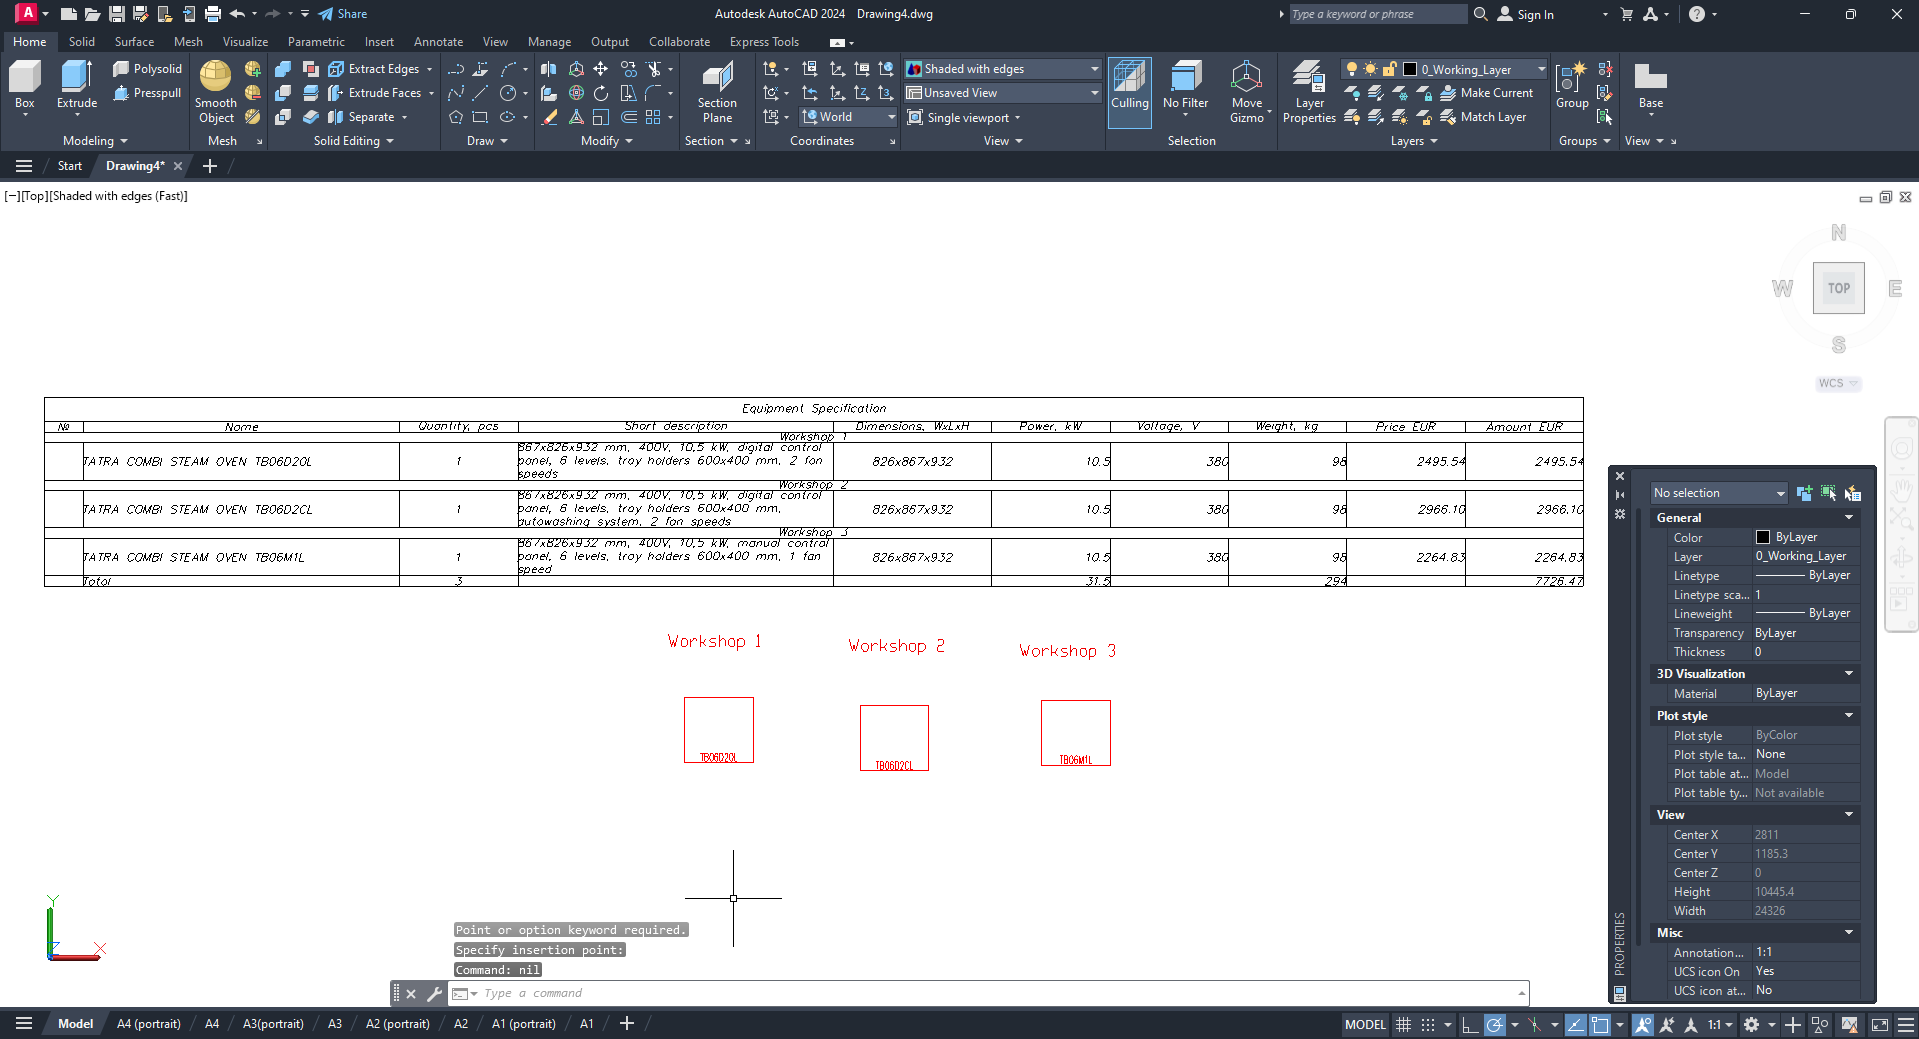 Share
Autodesk AutoCAD 2024 Drawing4.dwg
Type a keyword or phrase
Sign In
Home Solid Surface Mesh Visualize Parametric Insert Annotate View Manage Output Collaborate Express Tools
Box
Extrude
Polysolid
Presspull
Modeling
Smooth Object
Mesh
Extract Edges
Extrude Faces
Separate
Solid Editing
Draw
Modify
Section Plane
Section
World
Coordinates
Shaded with edges
Unsaved View
Single viewport
View
Culling
No Filter
Move Gizmo
Selection
Layer Properties
0_Working_Layer
Make Current
Match Layer
Layers
Group
Groups
Base
View
Start Drawing4*
[−][Top][Shaded with edges (Fast)]
N
W TOP E
S
WCS
Equipment Specification
№ Name Quantity, pcs Short description Dimensions, WxLxH Power, kW Voltage, V Weight, kg Price EUR Amount EUR
Workshop 1
867x826x932 mm, 400V, 10,5 kW, digital control
TATRA COMBI STEAM OVEN TB06D20L 1 panel, 6 levels, tray holders 600x400 mm, 2 fan 826x867x932 10.5 380 98 2495.54 2495.54
speeds
Workshop 2
867x826x932 mm, 400V, 10,5 kW, digital control
TATRA COMBI STEAM OVEN TB06D2CL 1 panel, 6 levels, tray holders 600x400 mm, 826x867x932 10.5 380 98 2966.10 2966.10
autowashing system, 2 fan speeds
Workshop 3
867x826x932 mm, 400V, 10,5 kW, manual control
TATRA COMBI STEAM OVEN TB06M1L 1 panel, 6 levels, tray holders 600x400 mm, 1 fan 826x867x932 10.5 380 98 2264.83 2264.83
speed
Total 3 31.5 294 7726.47
Workshop 1 Workshop 2 Workshop 3
TB06D20L TB06D2CL TB06M1L
No selection
General
Color ByLayer
Layer 0_Working_Layer
Linetype ByLayer
Linetype sca... 1
Lineweight ByLayer
Transparency ByLayer
Thickness 0
3D Visualization
Material ByLayer
Plot style
Plot style ByColor
Plot style ta... None
Plot table at... Model
Plot table ty... Not available
View
Center X 2811
Center Y 1185.3
Center Z 0
Height 10445.4
Width 24326
Misc
Annotation... 1:1
UCS icon On Yes
UCS icon at... No
PROPERTIES
Y
X
Point or option keyword required.
Specify insertion point:
Command: nil
Type a command
Model A4 (portrait) A4 A3(portrait) A3 A2 (portrait) A2 A1 (portrait) A1
MODEL 1:1